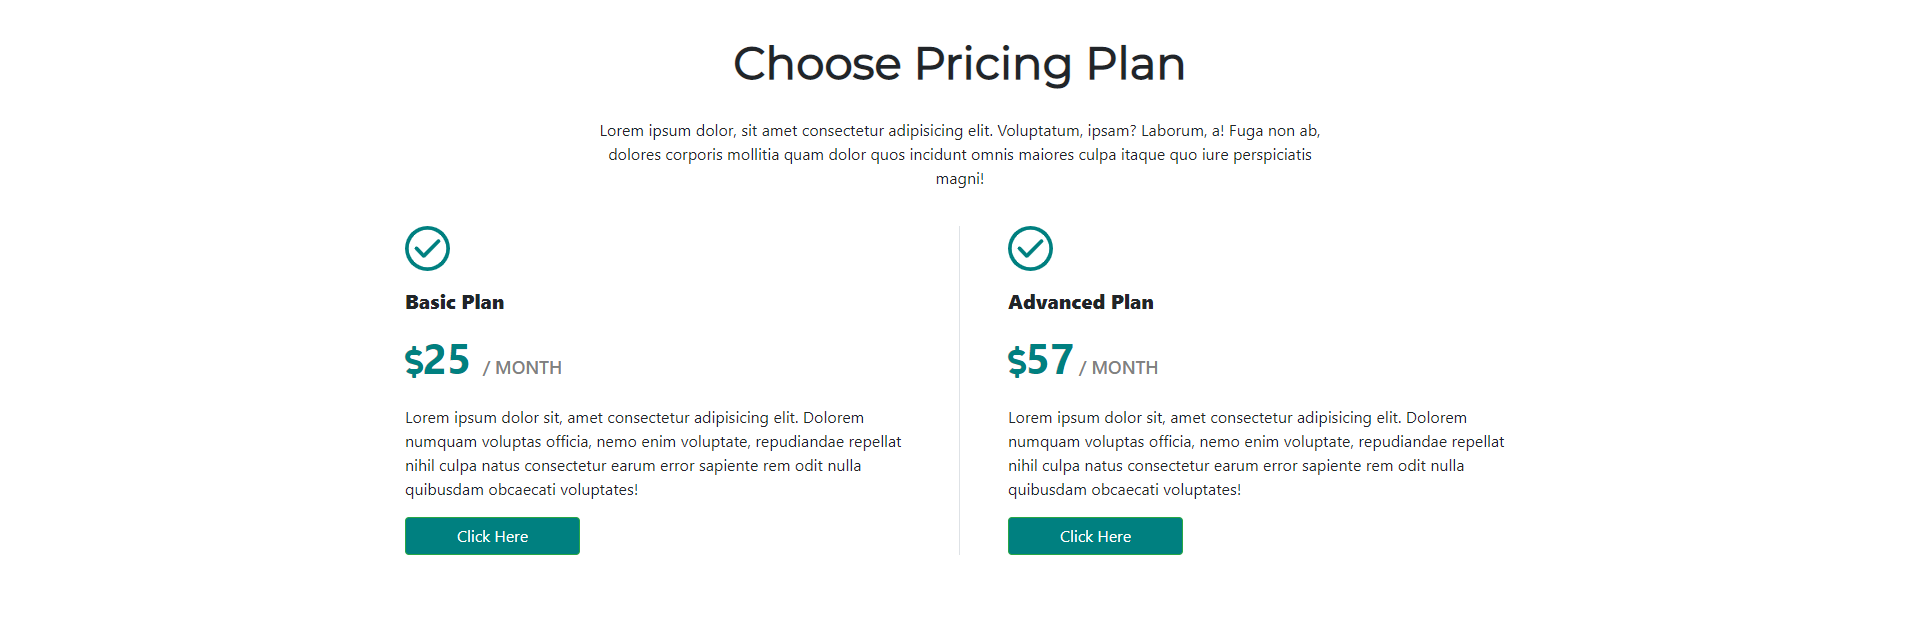 Choose Pricing Plan
Lorem ipsum dolor, sit amet consectetur adipisicing elit. Voluptatum, ipsam? Laborum, a! Fuga non ab,
dolores corporis mollitia quam dolor quos incidunt omnis maiores culpa itaque quo iure perspiciatis
magni!
Basic Plan
$25 / MONTH
Lorem ipsum dolor sit, amet consectetur adipisicing elit. Dolorem
numquam voluptas officia, nemo enim voluptate, repudiandae repellat
nihil culpa natus consectetur earum error sapiente rem odit nulla
quibusdam obcaecati voluptates!
Click Here
Advanced Plan
$57 / MONTH
Lorem ipsum dolor sit, amet consectetur adipisicing elit. Dolorem
numquam voluptas officia, nemo enim voluptate, repudiandae repellat
nihil culpa natus consectetur earum error sapiente rem odit nulla
quibusdam obcaecati voluptates!
Click Here